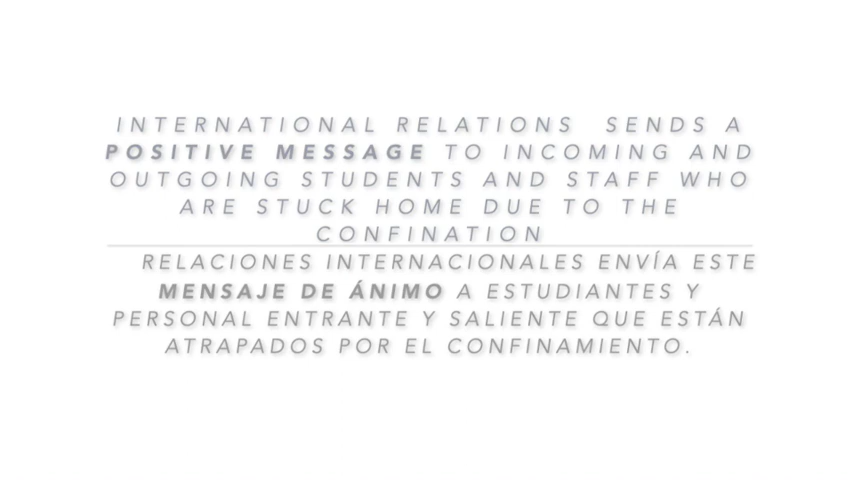 INTERNATIONAL RELATIONS SENDS A
POSITIVE MESSAGE TO INCOMING AND
OUTGOING STUDENTS AND STAFF WHO
ARE STUCK HOME DUE TO THE
CONFINATION
RELACIONES INTERNACIONALES ENVÍA ESTE
MENSAJE DE ÁNIMO A ESTUDIANTES Y
PERSONAL ENTRANTE Y SALIENTE QUE ESTÁN
ATRAPADOS POR EL CONFINAMIENTO.